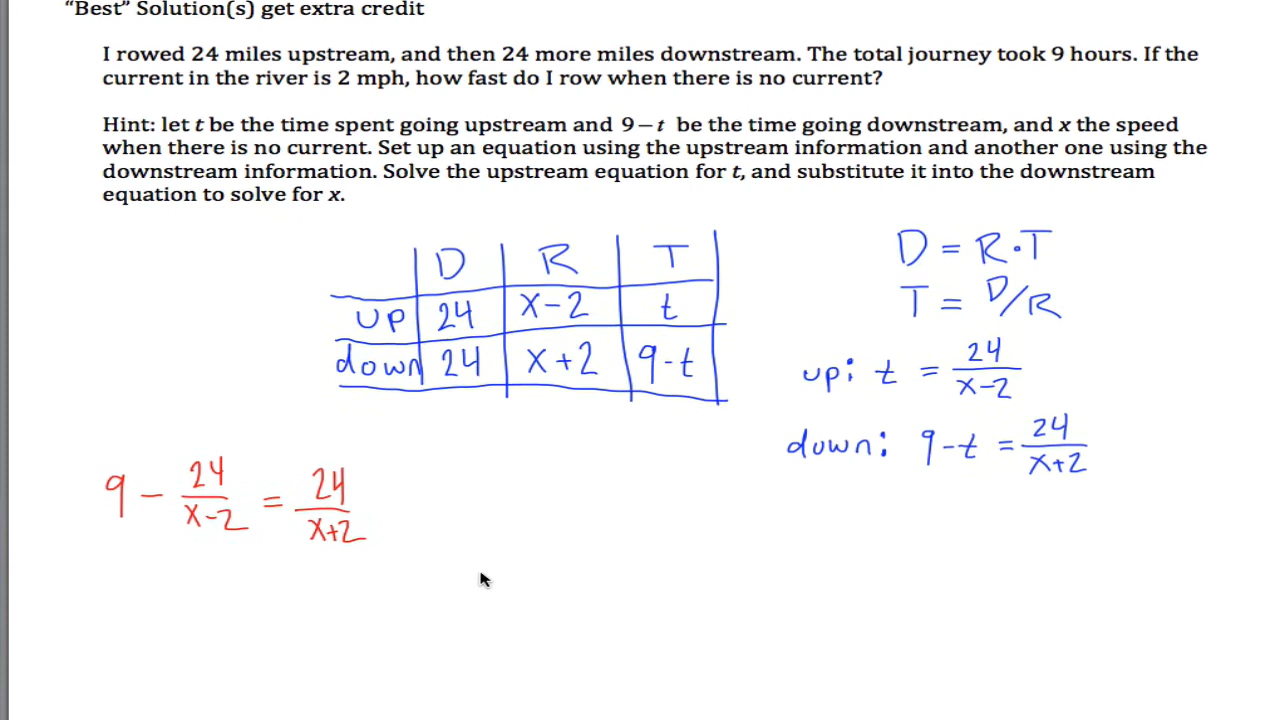 “Best” Solution(s) get extra credit
I rowed 24 miles upstream, and then 24 more miles downstream. The total journey took 9 hours. If the
current in the river is 2 mph, how fast do I row when there is no current?
Hint: let t be the time spent going upstream and 9 – t be the time going downstream, and x the speed
when there is no current. Set up an equation using the upstream information and another one using the
downstream information. Solve the upstream equation for t, and substitute it into the downstream
equation to solve for x.
D R T
up 24 x-2 t
down 24 x+2 9-t
D = R·T
T = D/R
up: t = 24/x-2
down: 9-t = 24/x+2
9 - 24/x-2 = 24/x+2